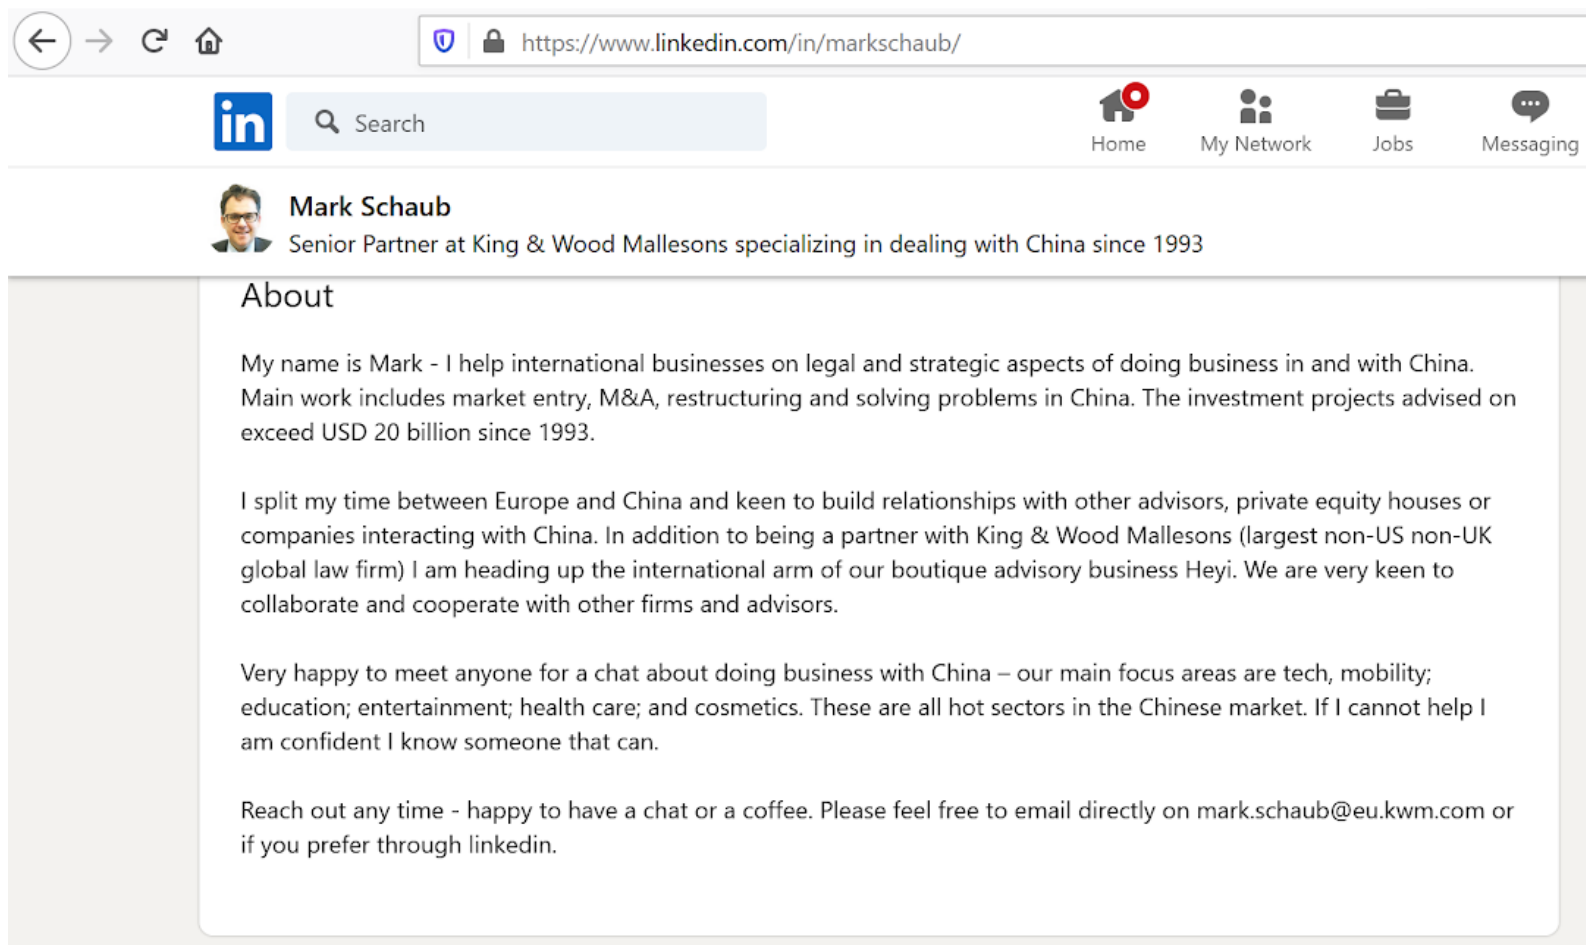 https://www.linkedin.com/in/markschaub/
in
Search
Home
My Network
Jobs
Messaging
Mark Schaub
Senior Partner at King & Wood Mallesons specializing in dealing with China since 1993
About
My name is Mark - I help international businesses on legal and strategic aspects of doing business in and with China.
Main work includes market entry, M&A, restructuring and solving problems in China. The investment projects advised on
exceed USD 20 billion since 1993.
I split my time between Europe and China and keen to build relationships with other advisors, private equity houses or
companies interacting with China. In addition to being a partner with King & Wood Mallesons (largest non-US non-UK
global law firm) I am heading up the international arm of our boutique advisory business Heyi. We are very keen to
collaborate and cooperate with other firms and advisors.
Very happy to meet anyone for a chat about doing business with China – our main focus areas are tech, mobility;
education; entertainment; health care; and cosmetics. These are all hot sectors in the Chinese market. If I cannot help I
am confident I know someone that can.
Reach out any time - happy to have a chat or a coffee. Please feel free to email directly on mark.schaub@eu.kwm.com or
if you prefer through linkedin.